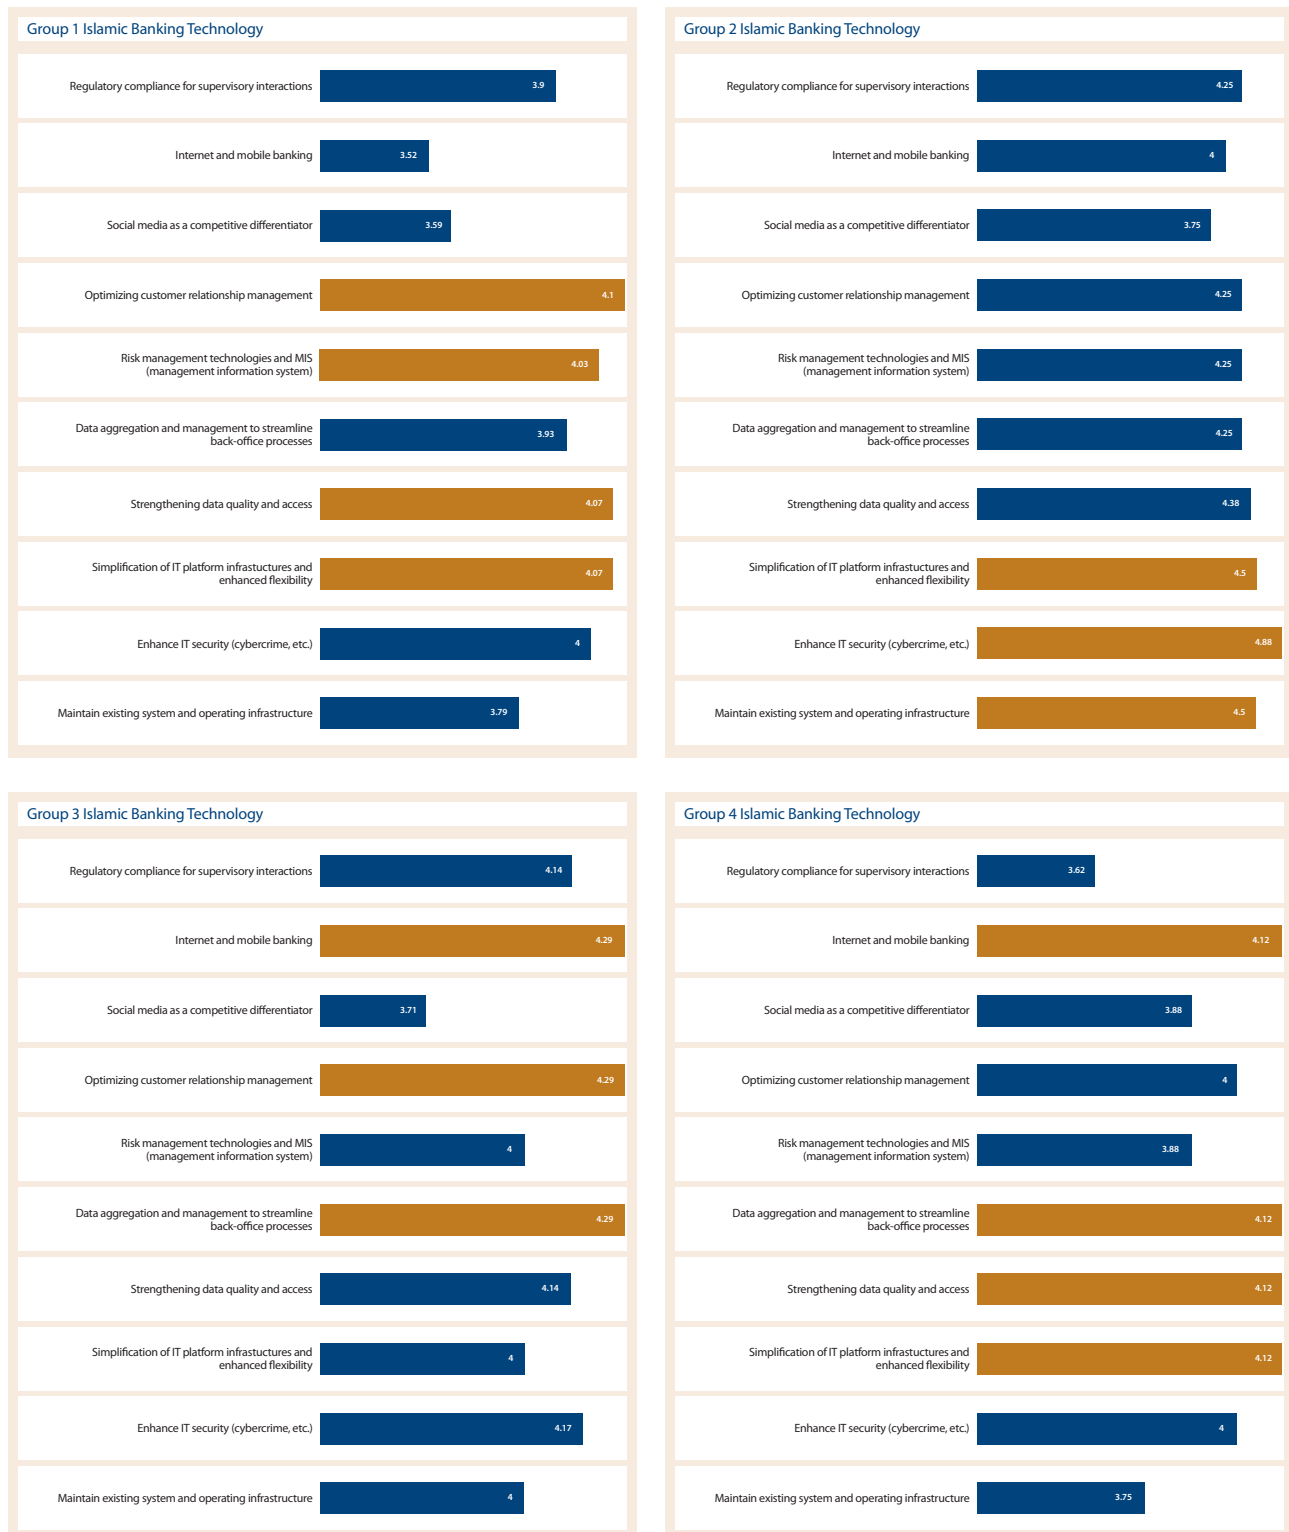 Group 1 Islamic Banking Technology
Regulatory compliance for supervisory interactions
3.9
Internet and mobile banking
3.52
Social media as a competitive differentiator
3.59
Optimizing customer relationship management
4.1
Risk management technologies and MIS
(management information system)
4.03
Data aggregation and management to streamline
back-office processes
3.93
Strengthening data quality and access
4.07
Simplification of IT platform infrastuctures and
enhanced flexibility
4.07
Enhance IT security (cybercrime, etc.)
4
Maintain existing system and operating infrastructure
3.79
Group 2 Islamic Banking Technology
Regulatory compliance for supervisory interactions
4.25
Internet and mobile banking
4
Social media as a competitive differentiator
3.75
Optimizing customer relationship management
4.25
Risk management technologies and MIS
(management information system)
4.25
Data aggregation and management to streamline
back-office processes
4.25
Strengthening data quality and access
4.38
Simplification of IT platform infrastuctures and
enhanced flexibility
4.5
Enhance IT security (cybercrime, etc.)
4.88
Maintain existing system and operating infrastructure
4.5
Group 3 Islamic Banking Technology
Regulatory compliance for supervisory interactions
4.14
Internet and mobile banking
4.29
Social media as a competitive differentiator
3.71
Optimizing customer relationship management
4.29
Risk management technologies and MIS
(management information system)
4
Data aggregation and management to streamline
back-office processes
4.29
Strengthening data quality and access
4.14
Simplification of IT platform infrastuctures and
enhanced flexibility
4
Enhance IT security (cybercrime, etc.)
4.17
Maintain existing system and operating infrastructure
4
Group 4 Islamic Banking Technology
Regulatory compliance for supervisory interactions
3.62
Internet and mobile banking
4.12
Social media as a competitive differentiator
3.88
Optimizing customer relationship management
4
Risk management technologies and MIS
(management information system)
3.88
Data aggregation and management to streamline
back-office processes
4.12
Strengthening data quality and access
4.12
Simplification of IT platform infrastuctures and
enhanced flexibility
4.12
Enhance IT security (cybercrime, etc.)
4
Maintain existing system and operating infrastructure
3.75